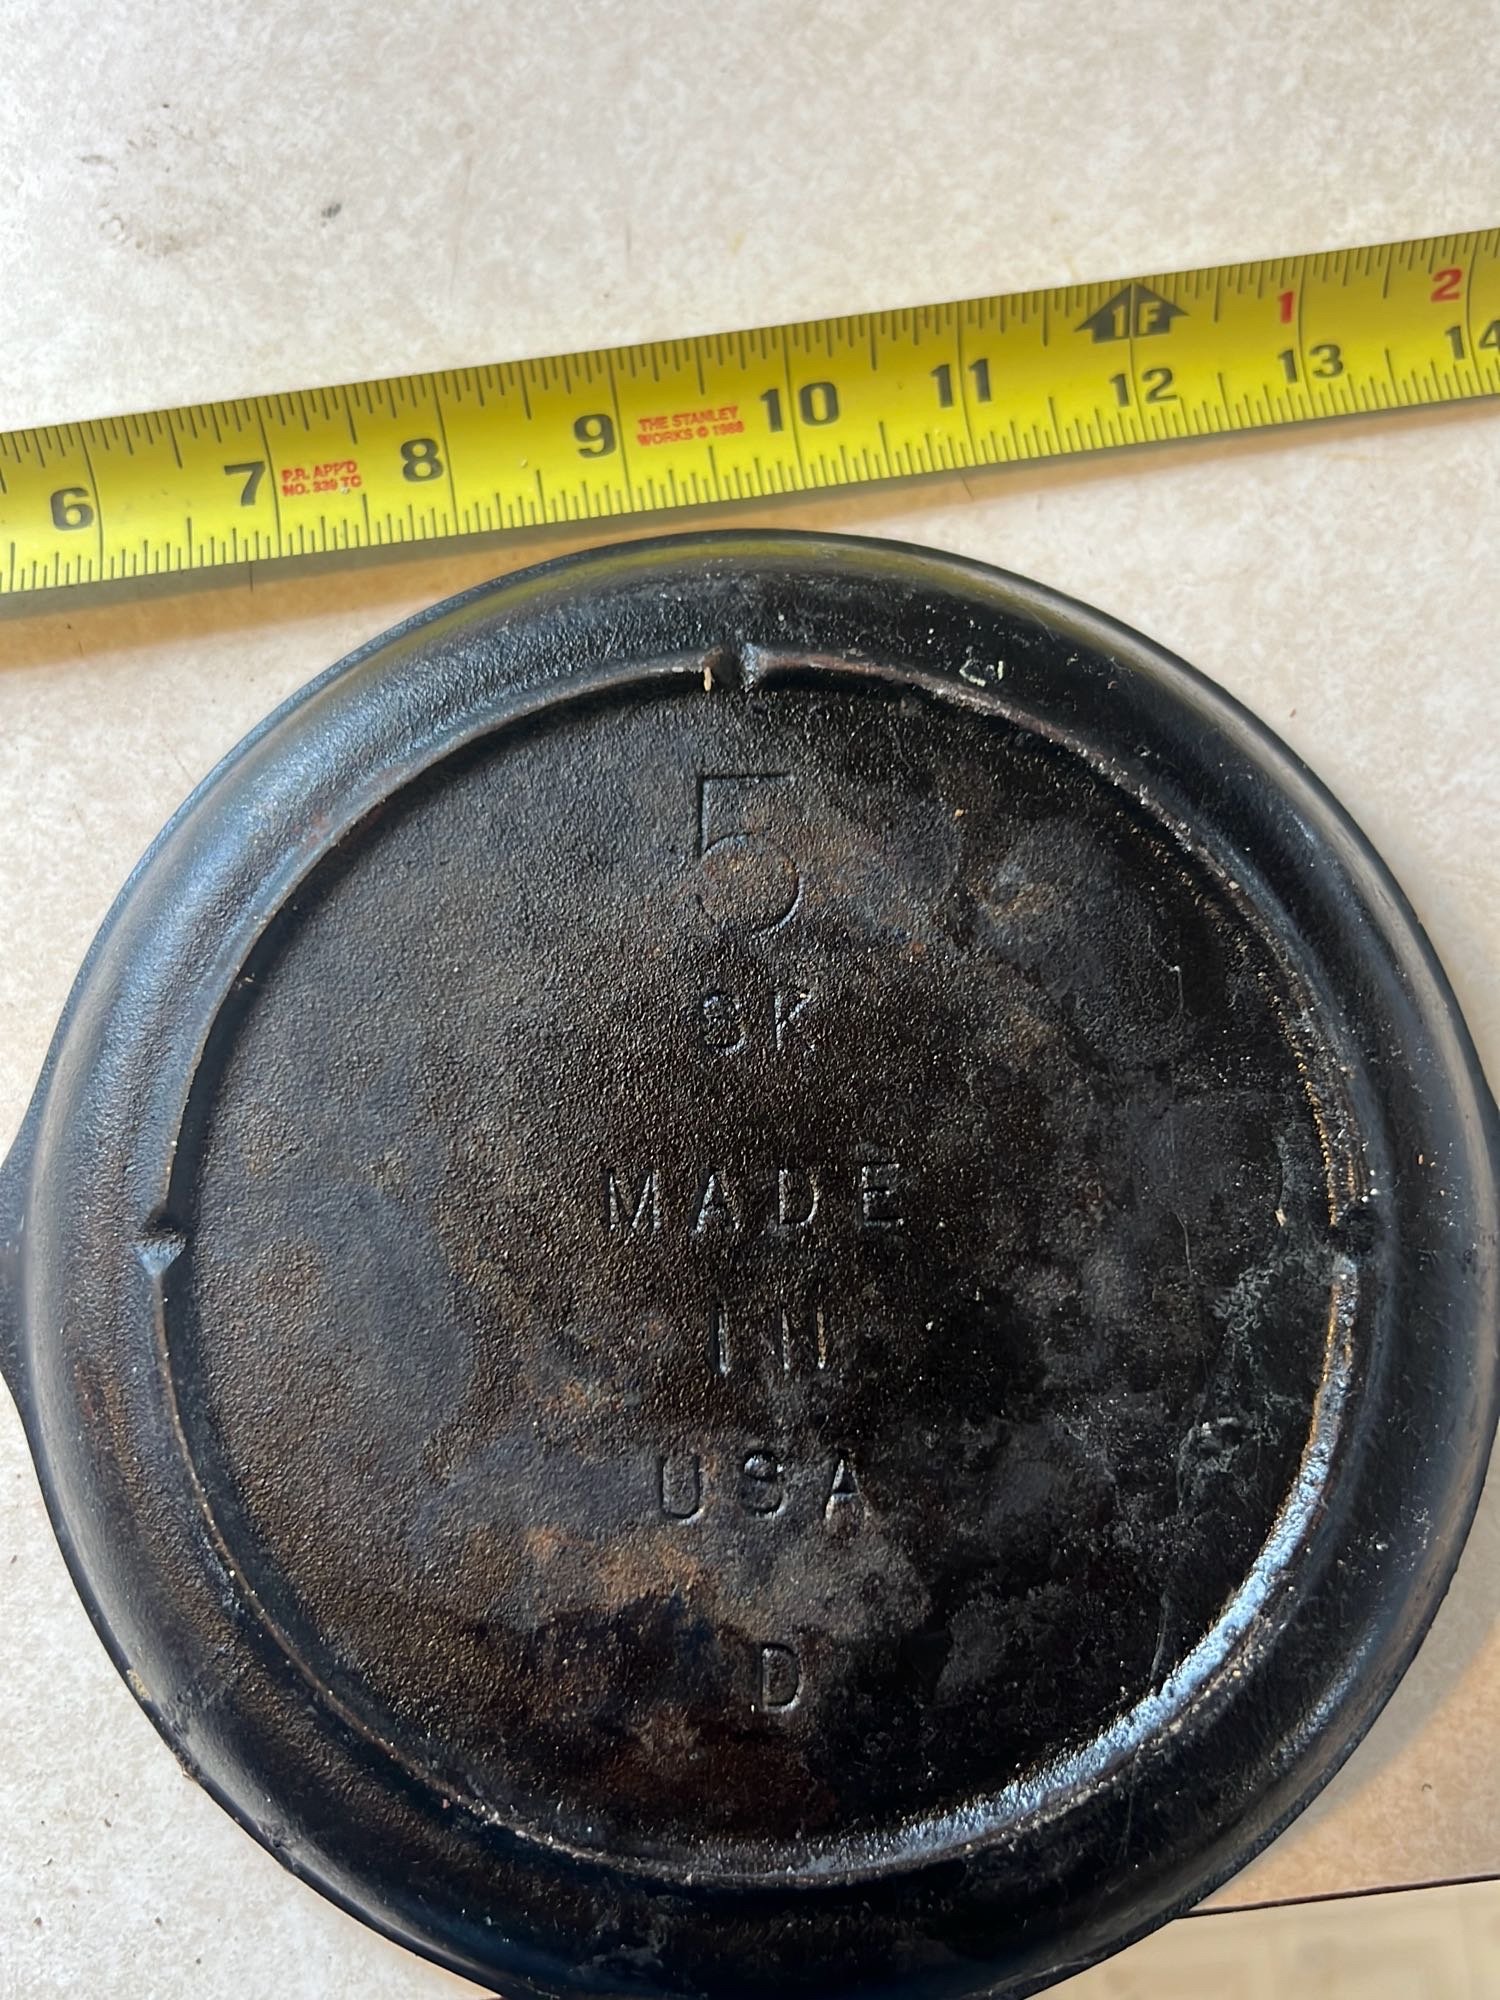 1F 1 2
6 7 8 9 10 11 12 13 14
P.R. APP'D
NO. 339 TC
THE STANLEY
WORKS © 1988
5
SK
MADE
IN
USA
D